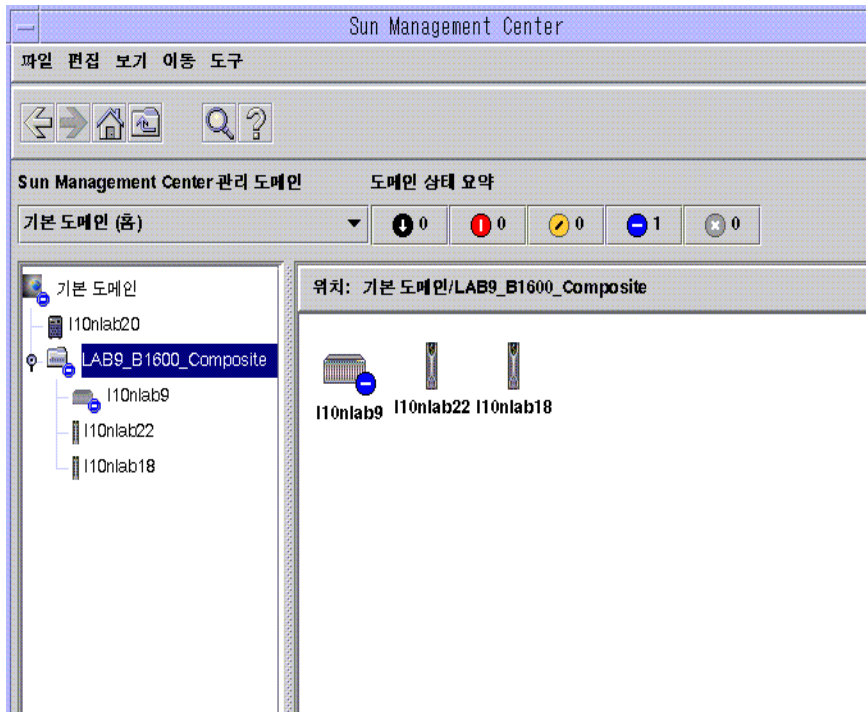 Sun Management Center
파일 편집 보기 이동 도구
Sun Management Center 관리 도메인 도메인 상태 요약
기본 도메인 (홈) 0 0 0 1 0
기본 도메인
위치: 기본 도메인/LAB9_B1600_Composite
l10nlab20
LAB9_B1600_Composite
l10nlab9
l10nlab22
l10nlab18
l10nlab9 l10nlab22 l10nlab18